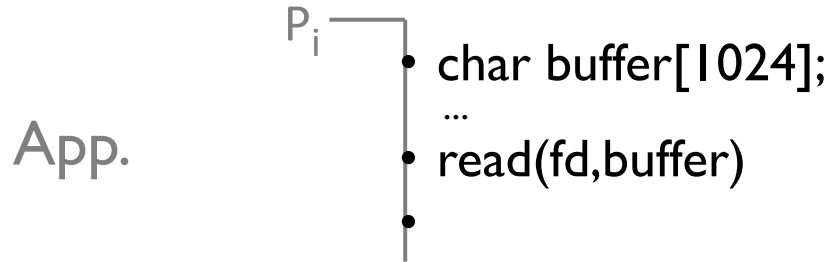 Pi
char buffer[1024];
...
App.
read(fd,buffer)